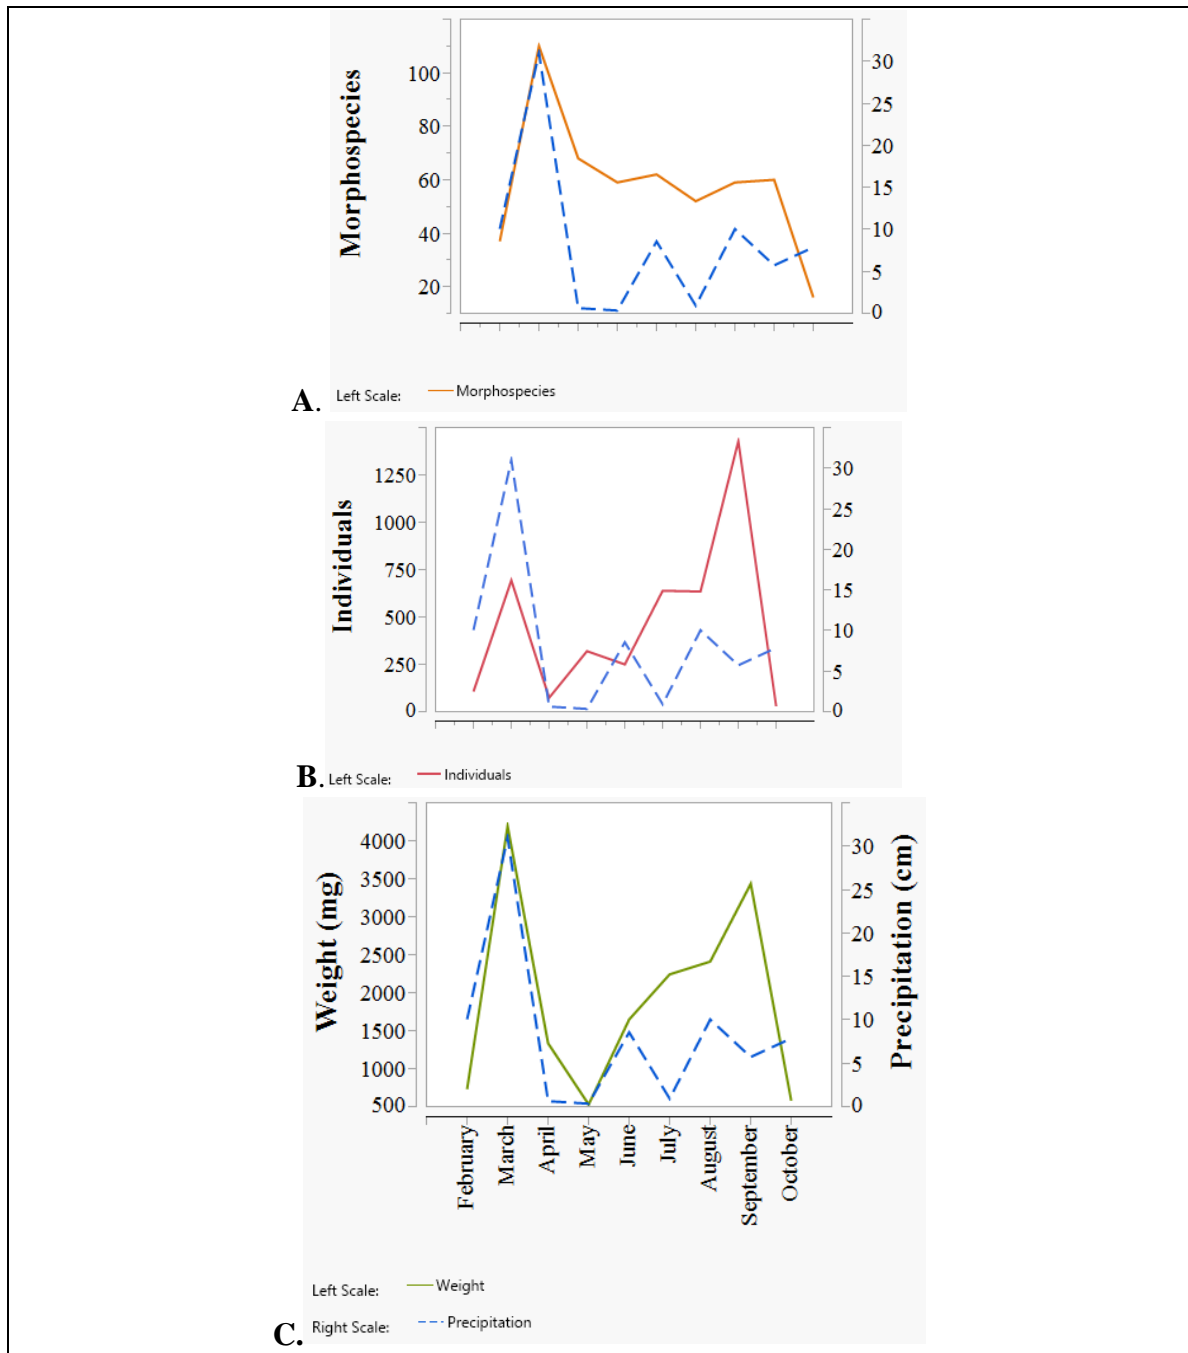 Morphospecies
100
80
60
40
20
30
25
20
15
10
5
0
A. Left Scale: Morphospecies
Individuals
1250
1000
750
500
250
0
30
25
20
15
10
5
0
B. Left Scale: Individuals
Weight (mg)
4000
3500
3000
2500
2000
1500
1000
500
30
25
20
15
10
5
0
Precipitation (cm)
February
March
April
May
June
July
August
September
October
Left Scale: Weight
C. Right Scale: Precipitation